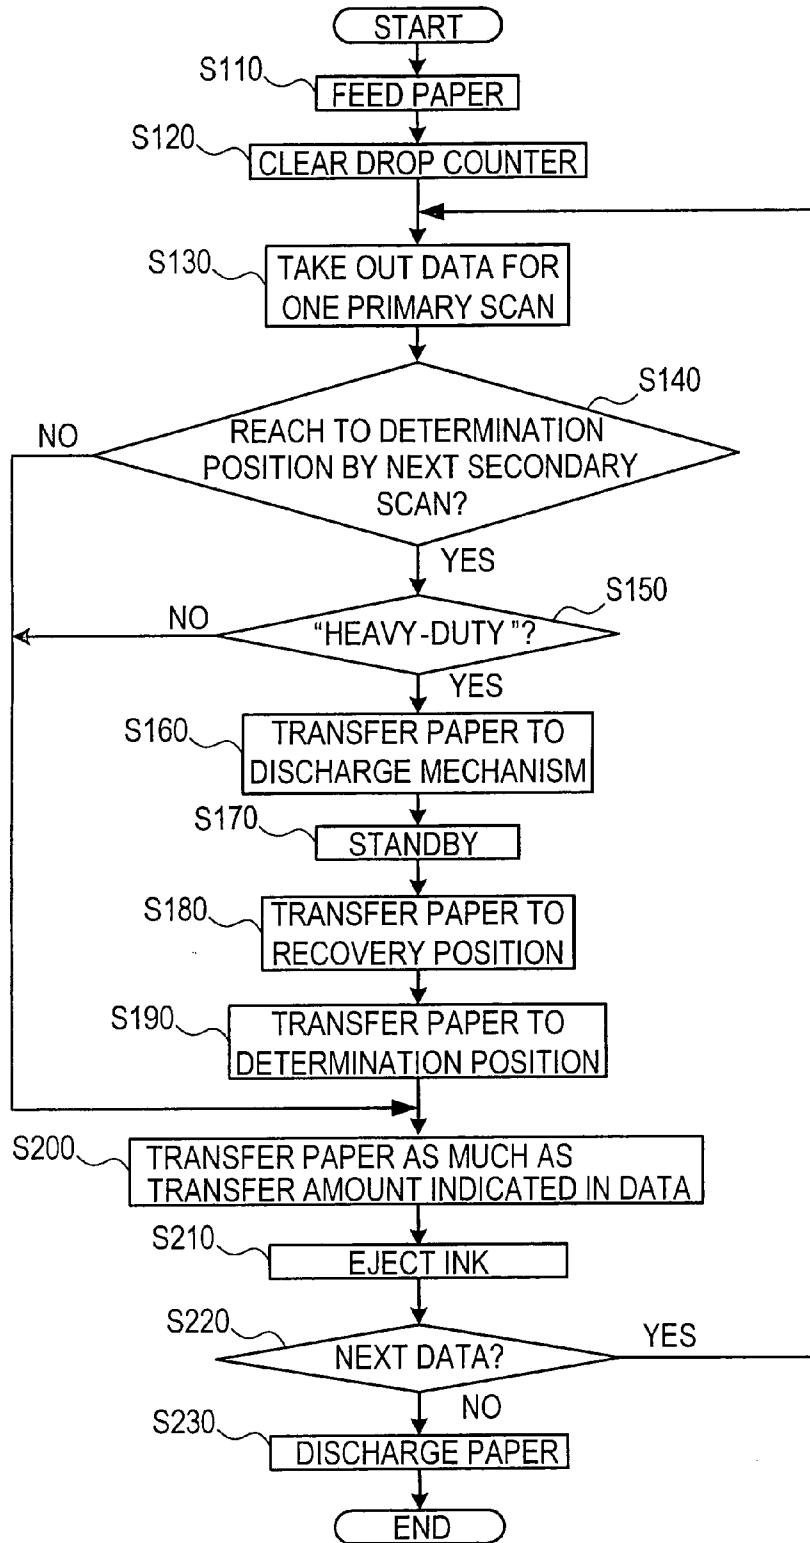 START
S110
FEED PAPER
S120
CLEAR DROP COUNTER
S130
TAKE OUT DATA FOR
ONE PRIMARY SCAN
S140
NO
REACH TO DETERMINATION
POSITION BY NEXT SECONDARY
SCAN?
YES
S150
NO
“HEAVY-DUTY”?
YES
S160
TRANSFER PAPER TO
DISCHARGE MECHANISM
S170
STANDBY
S180
TRANSFER PAPER TO
RECOVERY POSITION
S190
TRANSFER PAPER TO
DETERMINATION POSITION
S200
TRANSFER PAPER AS MUCH AS
TRANSFER AMOUNT INDICATED IN DATA
S210
EJECT INK
S220
YES
NEXT DATA?
NO
S230
DISCHARGE PAPER
END